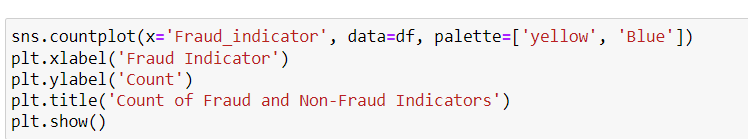 sns.countplot(x='Fraud_indicator', data=df, palette=['yellow', 'Blue'])
plt.xlabel('Fraud Indicator')
plt.ylabel('Count')
plt.title('Count of Fraud and Non-Fraud Indicators')
plt.show()